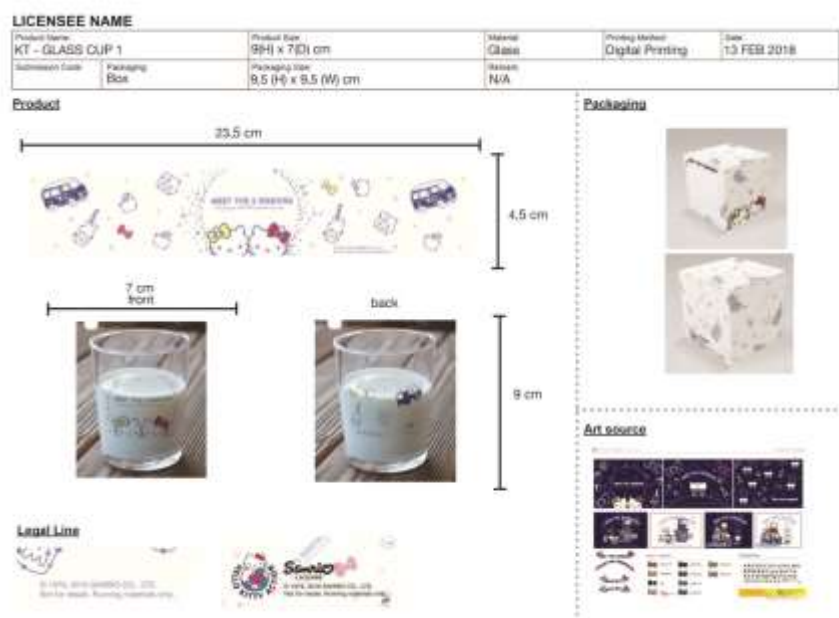 LICENSEE NAME
Product Name:
KT - GLASS CUP 1
Product Size:
9(H) x 7(D) cm
Material:
Glass
Printing Method:
Digital Printing
Date:
13 FEB 2018
Submission Code:
Packaging:
Box
Packaging Size:
9.5 (H) x 9.5 (W) cm
Remark:
N/A
Product
Packaging
23.5 cm
4.5 cm
7 cm
front
back
9 cm
Art source
Legal Line
Sanrio
LICENSE